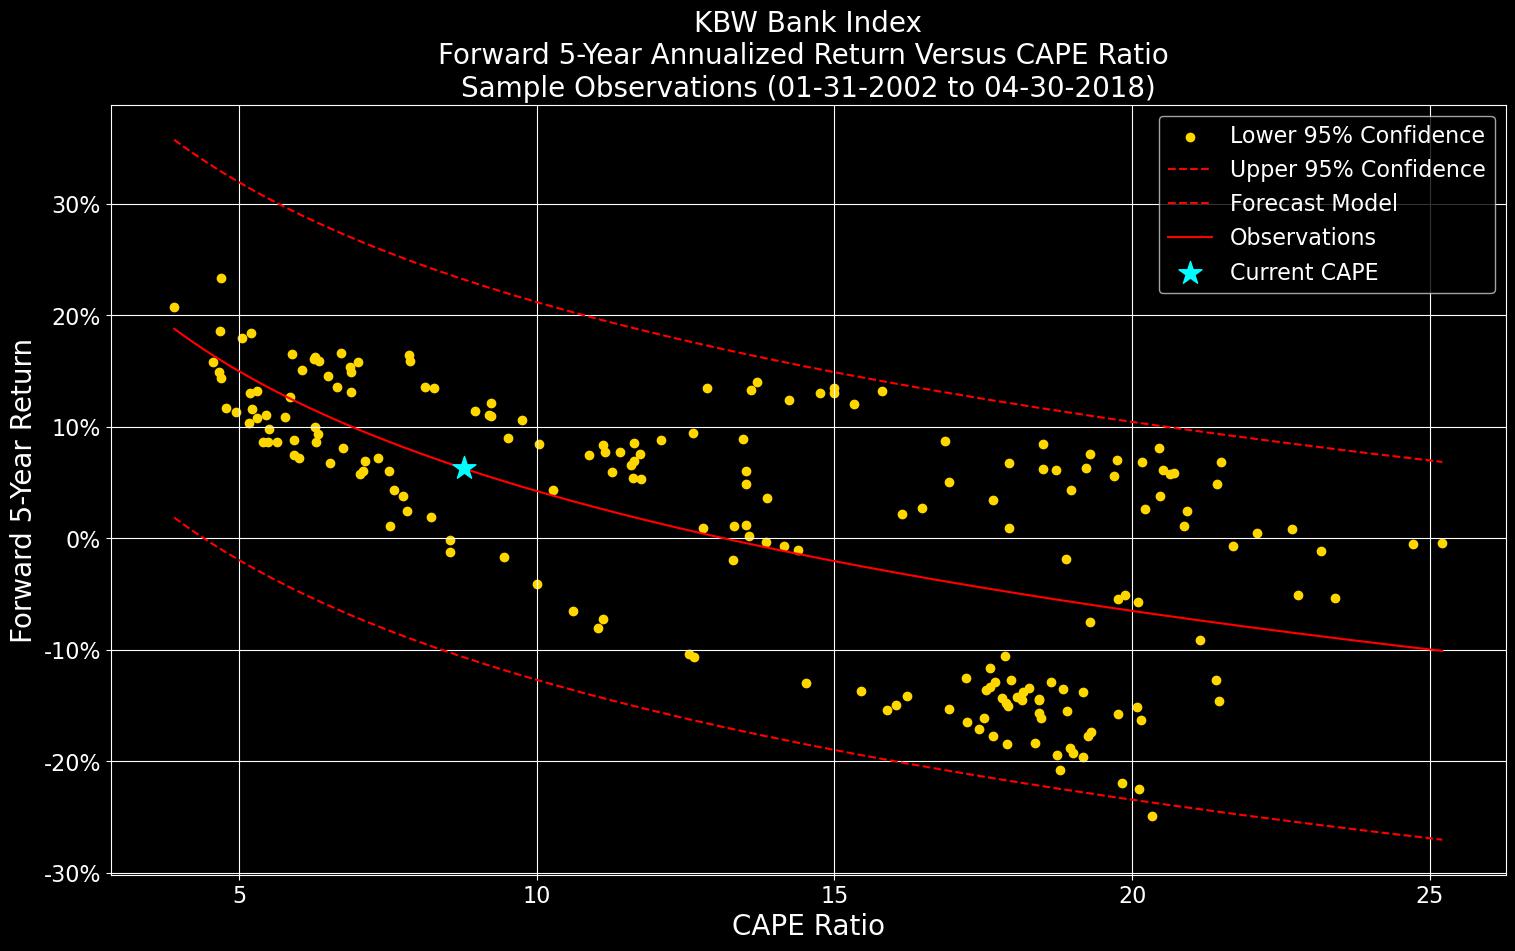 KBW Bank Index
Forward 5-Year Annualized Return Versus CAPE Ratio
Sample Observations (01-31-2002 to 04-30-2018)
Lower 95% Confidence
Upper 95% Confidence
Forecast Model
Observations
Current CAPE
Forward 5-Year Return
30%
20%
10%
0%
-10%
-20%
-30%
5
10
15
20
25
CAPE Ratio